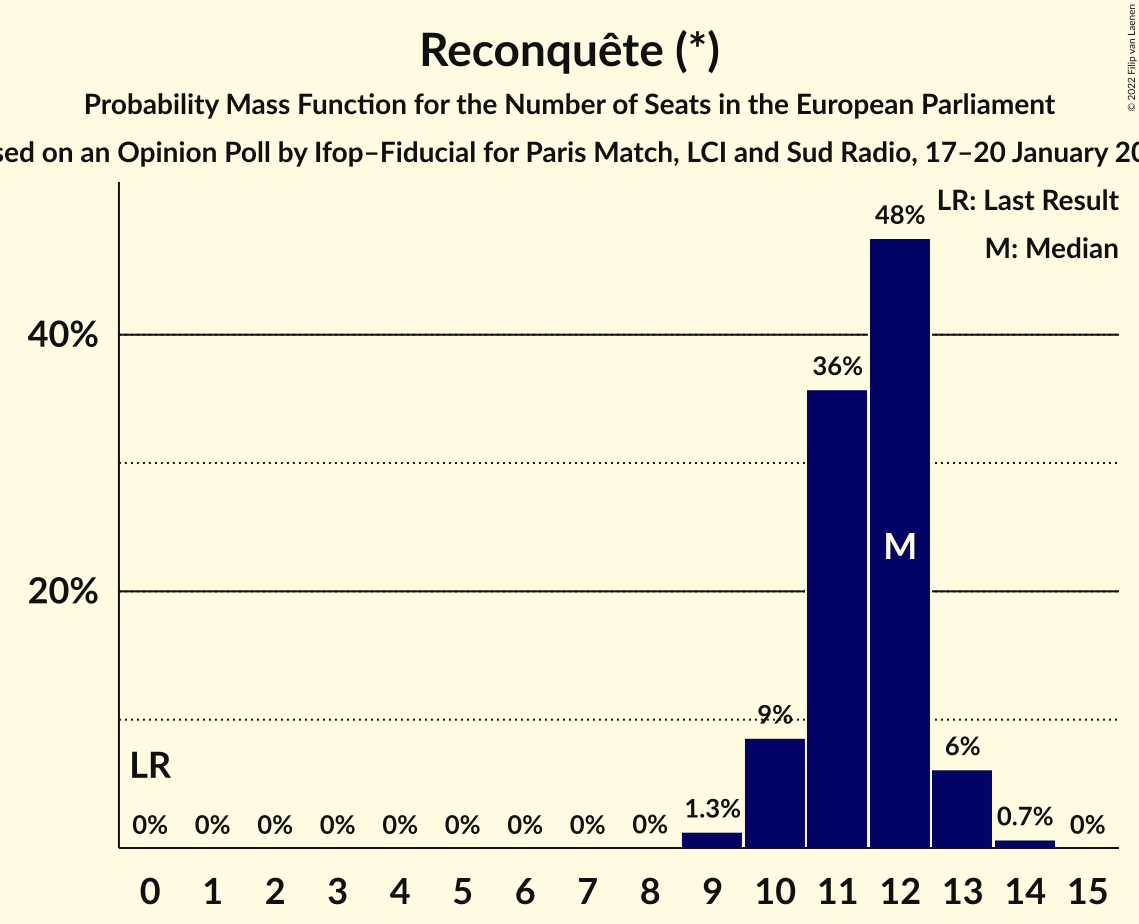 Reconquête (*)
Probability Mass Function for the Number of Seats in the European Parliament
sed on an Opinion Poll by Ifop–Fiducial for Paris Match, LCI and Sud Radio, 17–20 January 20
© 2022 Filip van Laenen
LR: Last Result
M: Median
48%
40%
36%
M
20%
9%
6%
LR
0% 0% 0% 0% 0% 0% 0% 0% 0% 1.3% 0.7% 0%
0 1 2 3 4 5 6 7 8 9 10 11 12 13 14 15